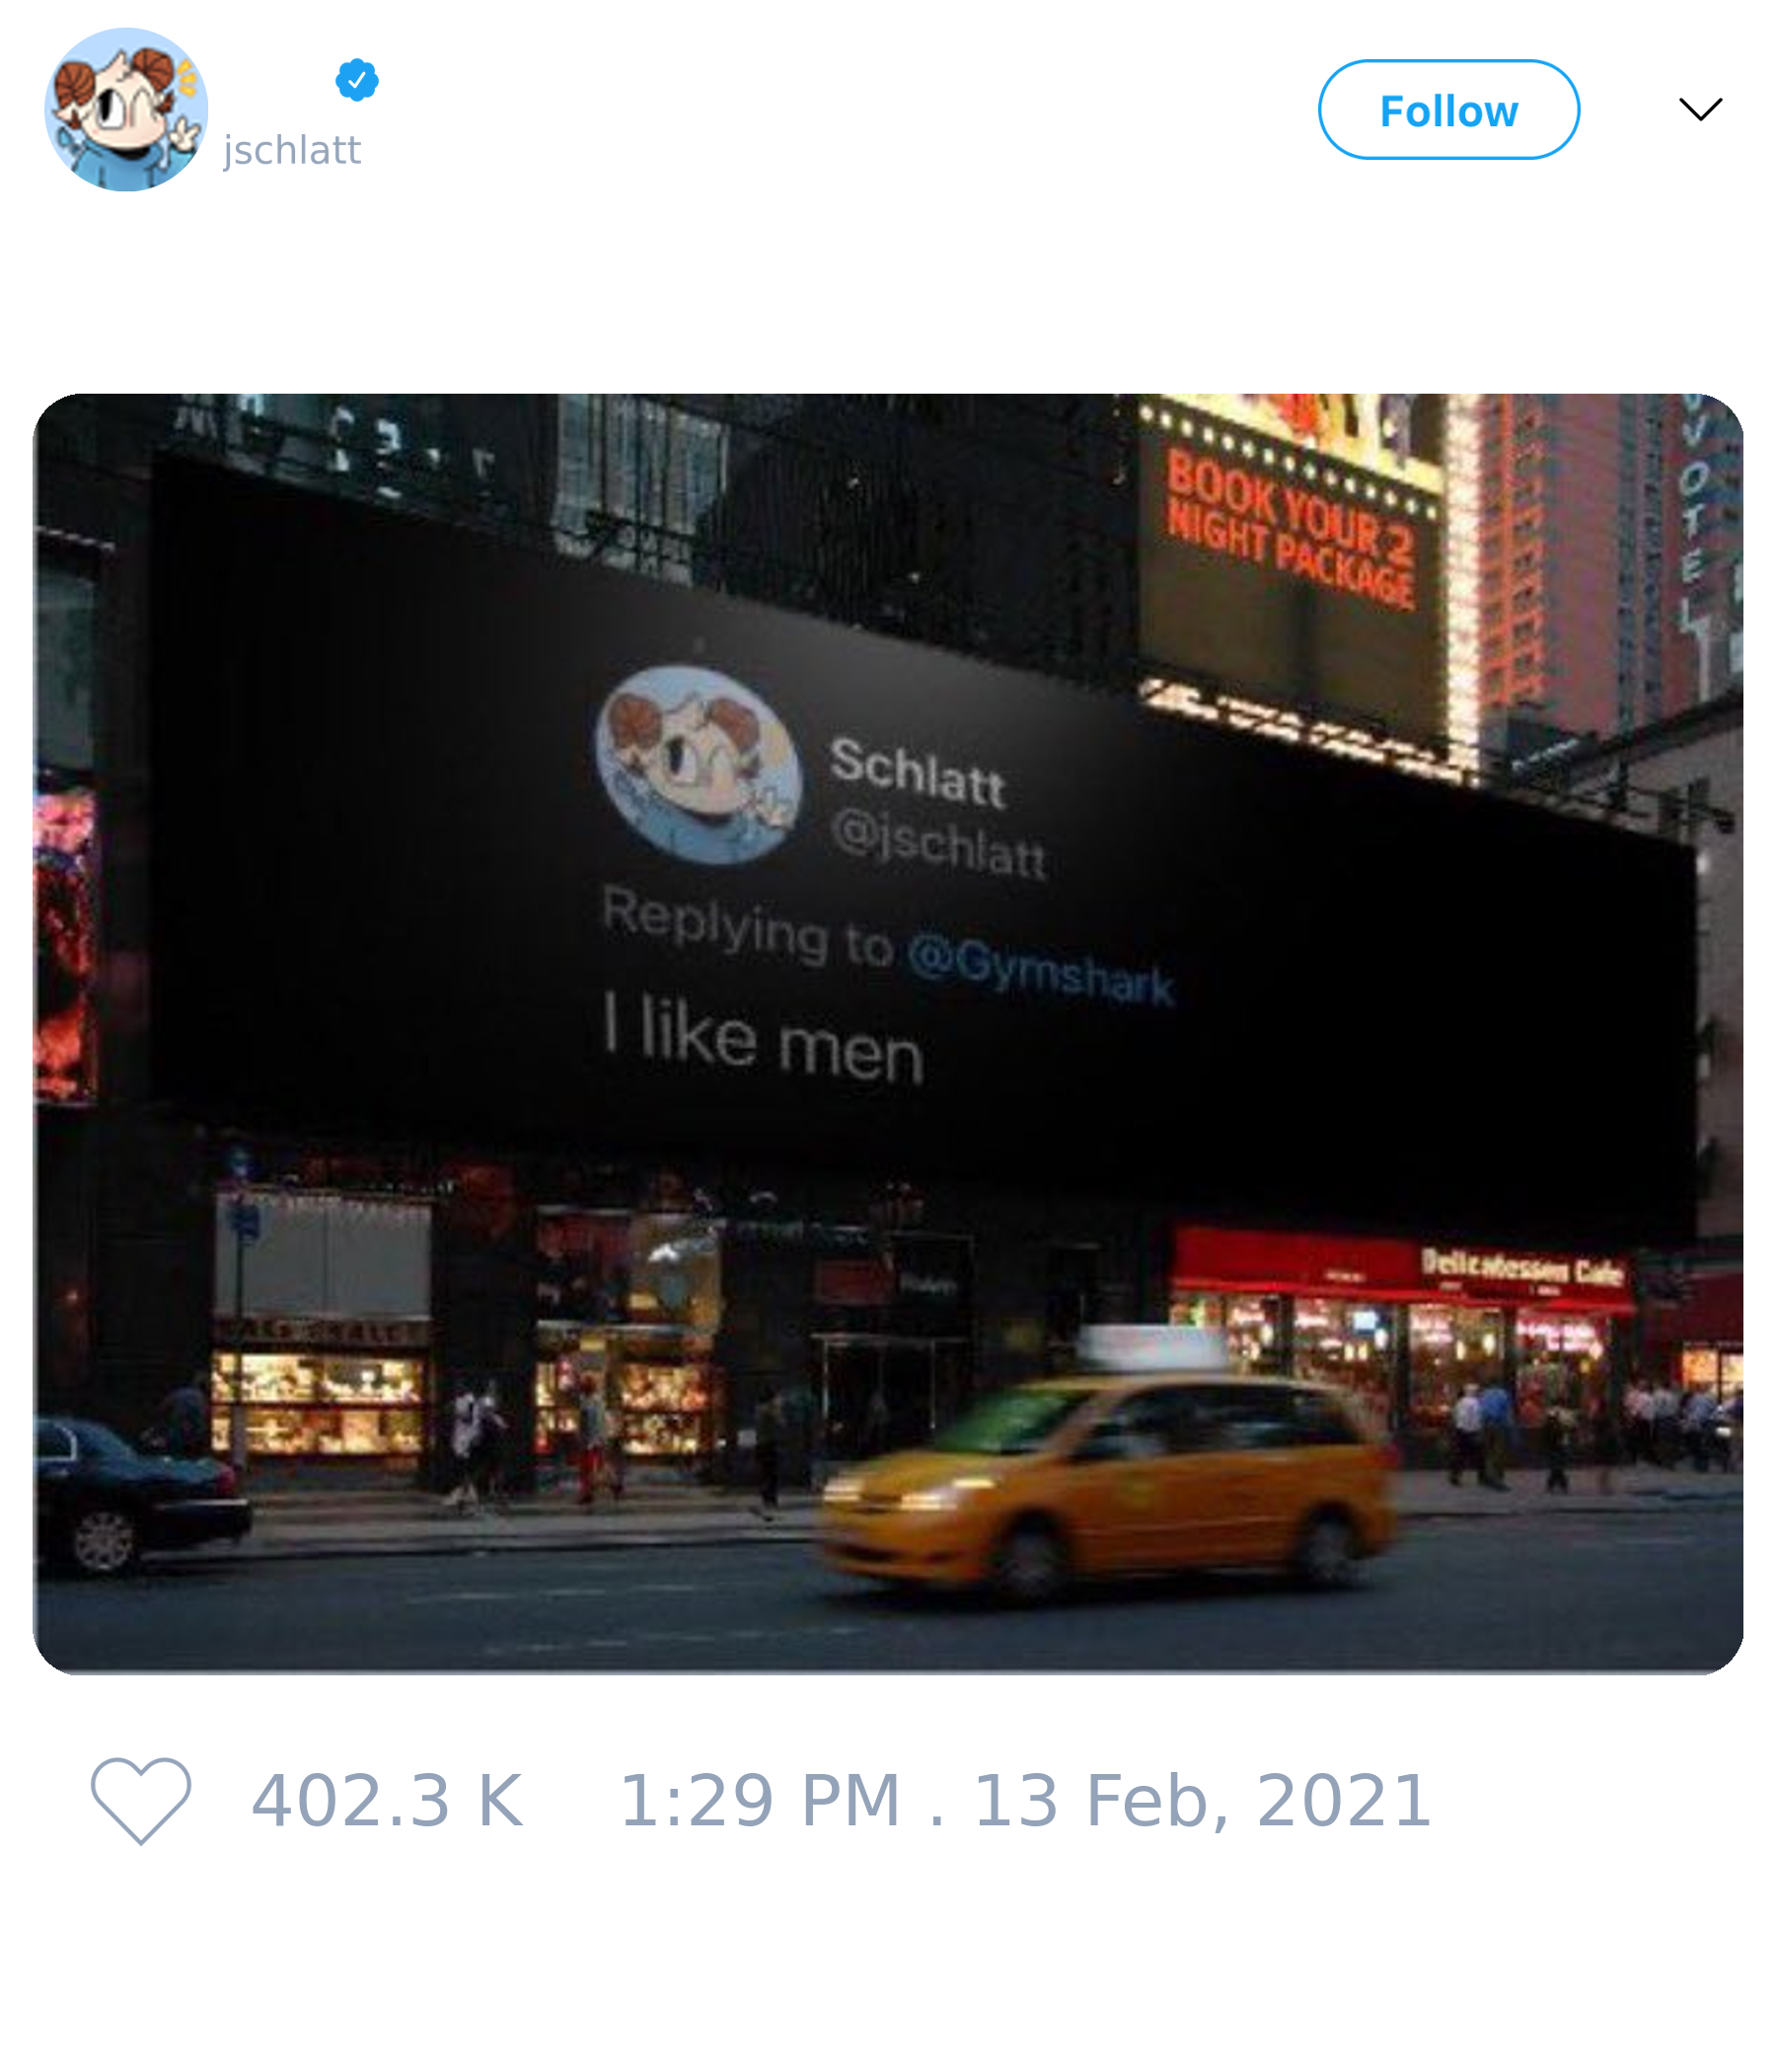 jschlatt
Follow
BOOK YOUR 2
NIGHT PACKAGE
VOTEL
Schlatt
@jschlatt
Replying to @Gymshark
I like men
Delicatessen Cafe
402.3 K 1:29 PM . 13 Feb, 2021